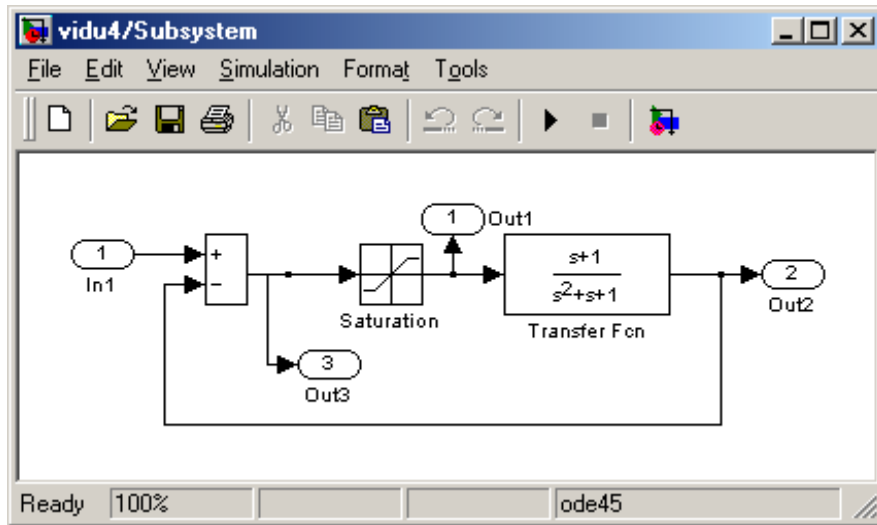 vidu4/Subsystem
File Edit View Simulation Format Tools
1
Out1
1
In1
+
−
s+1
s²+s+1
2
Out2
Saturation
Transfer Fcn
3
Out3
Ready 100% ode45